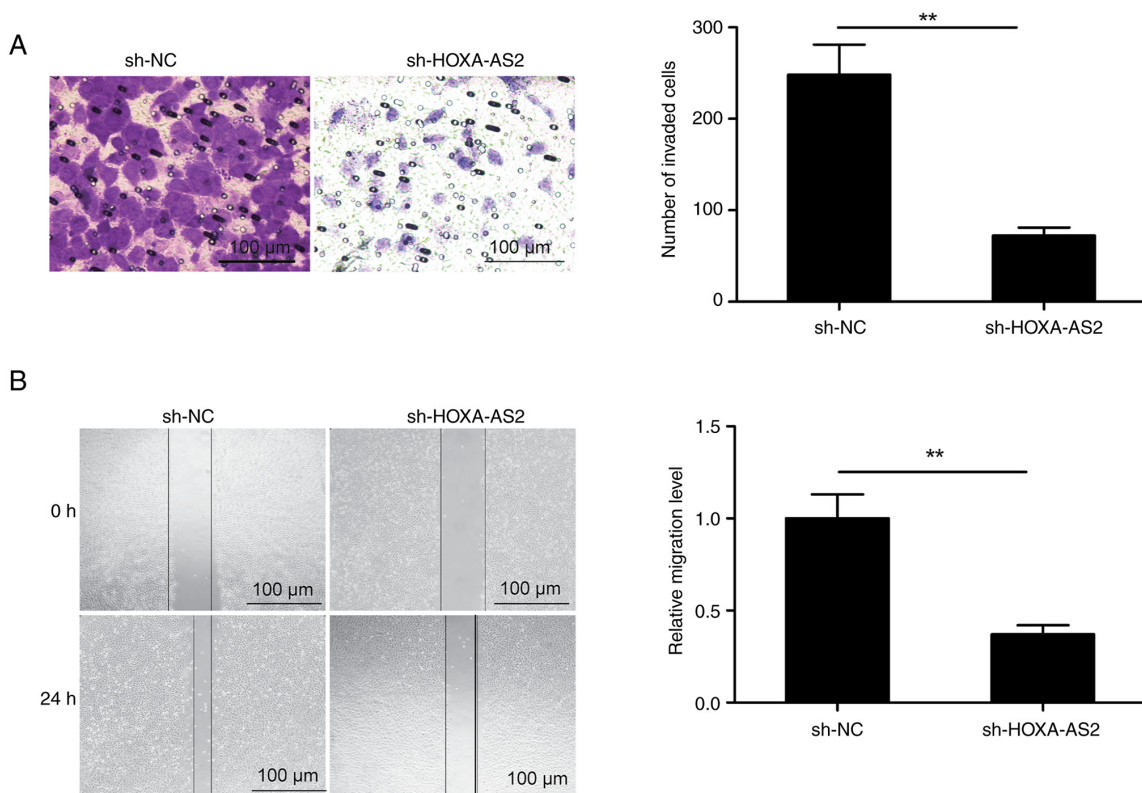 A
sh-NC
sh-HOXA-AS2
100 µm
100 µm
Number of invaded cells
300
200
100
0
**
sh-NC
sh-HOXA-AS2
B
sh-NC
sh-HOXA-AS2
0 h
100 µm
100 µm
24 h
100 µm
100 µm
Relative migration level
1.5
1.0
0.5
0.0
**
sh-NC
sh-HOXA-AS2